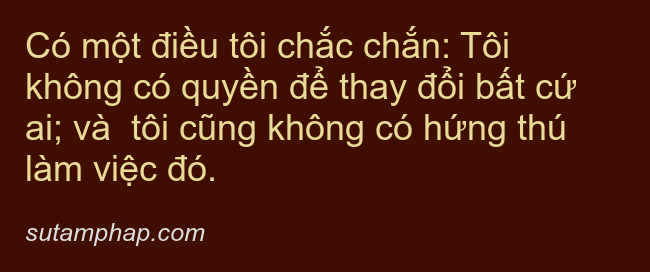 Có một điều tôi chắc chắn: Tôi
không có quyền để thay đổi bất cứ
ai; và  tôi cũng không có hứng thú
làm việc đó.
sutamphap.com